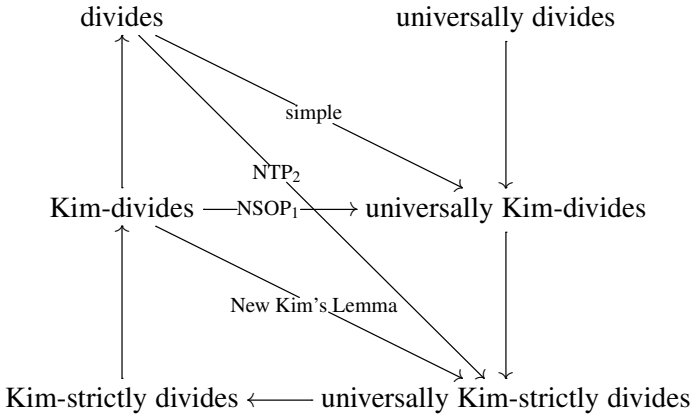 divides universally divides
simple
NTP₂
Kim-divides NSOP₁ universally Kim-divides
New Kim's Lemma
Kim-strictly divides universally Kim-strictly divides